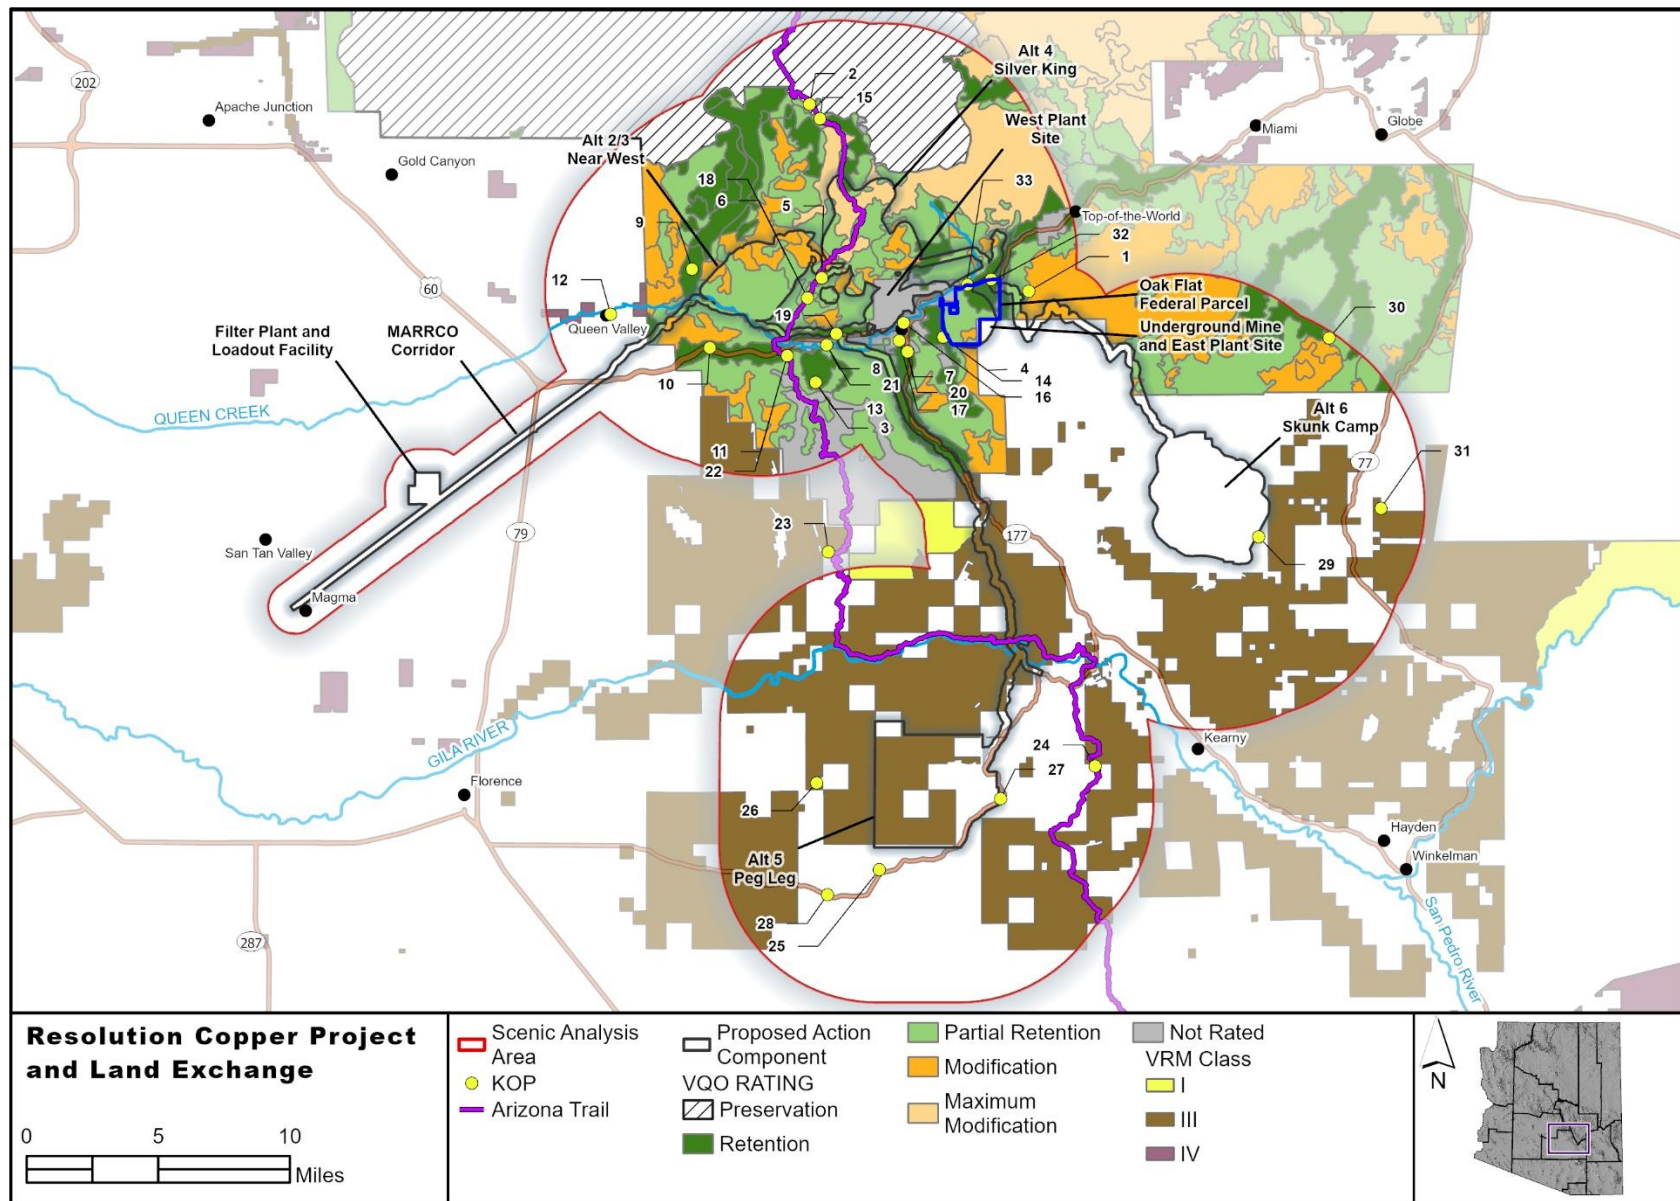 Alt 4
Silver King
2
202
15
Apache Junction
West Plant
Site
Miami
Globe
Alt 2/3
Near West
Gold Canyon
18
33
6
5
Top-of-the-World
9
32
1
12
60
Oak Flat
Federal Parcel
30
Queen Valley
19
Filter Plant and
Loadout Facility
MARRCO
Corridor
Underground Mine
and East Plant Site
10
8
7
4
14
21
20
16
QUEEN CREEK
13
17
Alt 6
Skunk Camp
3
11
22
77
31
23
79
177
San Tan Valley
29
Magma
GILA RIVER
24
Kearny
27
Florence
26
Hayden
Alt 5
Peg Leg
Winkelman
28
25
287
San Pedro River
Resolution Copper Project
and Land Exchange
0
5
10
Miles
Scenic Analysis
Area
KOP
Arizona Trail
Proposed Action
Component
VQO RATING
Preservation
Retention
Partial Retention
Modification
Maximum
Modification
Not Rated
VRM Class
I
III
IV
N